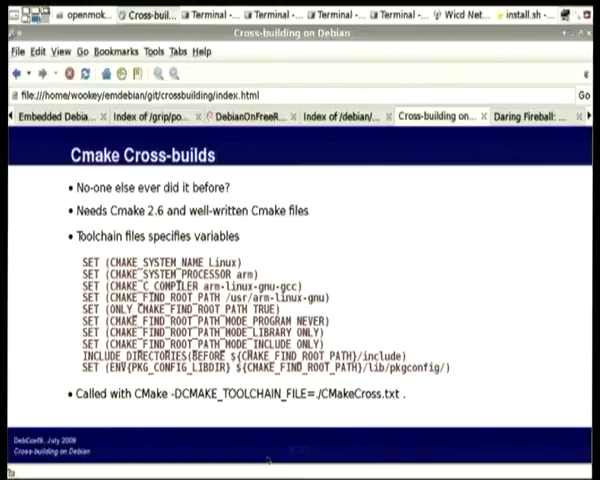 openmok... Cross-buil... Terminal -... Terminal -... Terminal -... Terminal -... Wicd Net... install.sh -...
Cross-building on Debian
File Edit View Go Bookmarks Tools Tabs Help
file:///home/wookey/emdebian/git/crossbuilding/index.html Go
Embedded Debia... Index of /grip/po... DebianOnFreeR... Index of /debian/... Cross-building on... Daring Fireball: ...
Cmake Cross-builds
• No-one else ever did it before?
• Needs Cmake 2.6 and well-written Cmake files
• Toolchain files specifies variables
SET (CMAKE_SYSTEM_NAME Linux)
SET (CMAKE_SYSTEM_PROCESSOR arm)
SET (CMAKE_C_COMPILER arm-linux-gnu-gcc)
SET (CMAKE_FIND_ROOT_PATH /usr/arm-linux-gnu)
SET (ONLY_CMAKE_FIND_ROOT_PATH TRUE)
SET (CMAKE_FIND_ROOT_PATH_MODE_PROGRAM NEVER)
SET (CMAKE_FIND_ROOT_PATH_MODE_LIBRARY ONLY)
SET (CMAKE_FIND_ROOT_PATH_MODE_INCLUDE ONLY)
INCLUDE_DIRECTORIES(BEFORE ${CMAKE_FIND_ROOT_PATH}/include)
SET (ENV{PKG_CONFIG_LIBDIR} ${CMAKE_FIND_ROOT_PATH}/lib/pkgconfig/)
• Called with CMake -DCMAKE_TOOLCHAIN_FILE=./CMakeCross.txt .
DebConf9, July 2009
Cross-building on Debian